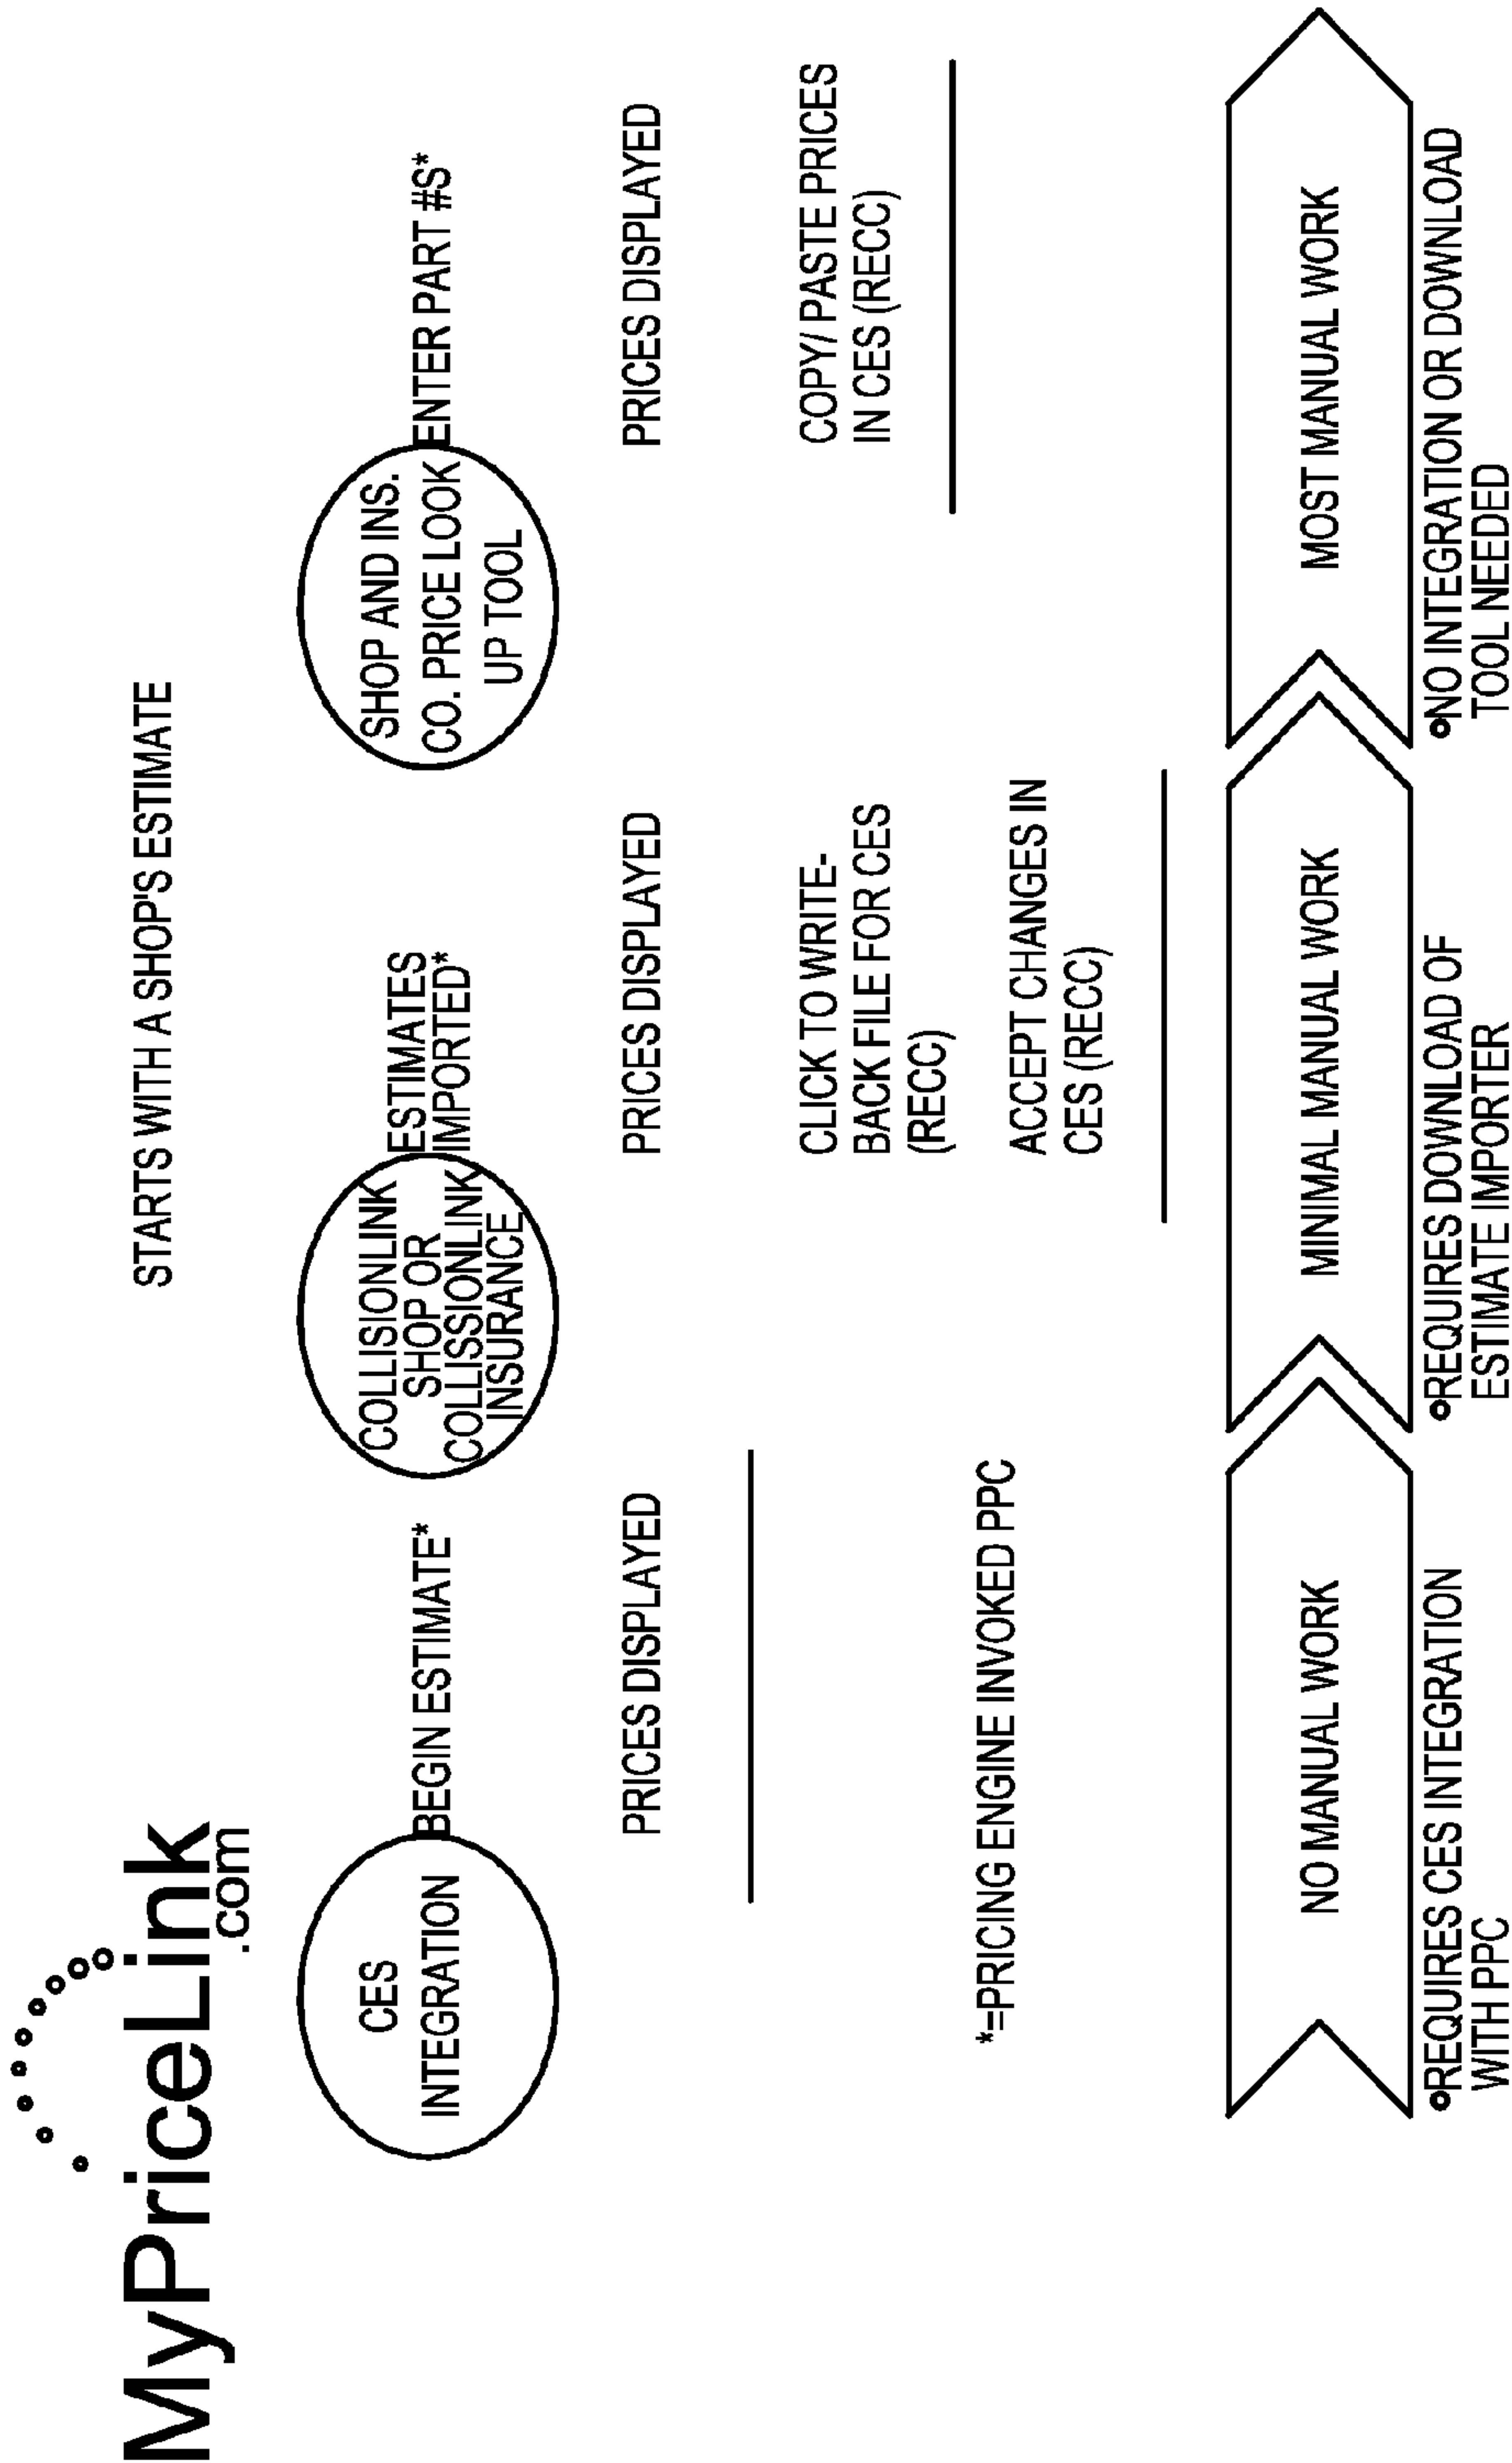 MyPriceLink
.com
STARTS WITH A SHOP'S ESTIMATE
CES
INTEGRATION
BEGIN ESTIMATE*
PRICES DISPLAYED
*=PRICING ENGINE INVOKED PPC
COLLISIONLINK
SHOP OR
COLLISSIONLINK
INSURANCE
ESTIMATES
IMPORTED*
PRICES DISPLAYED
CLICK TO WRITE-
BACK FILE FOR CES
(RECC)
ACCEPT CHANGES IN
CES (RECC)
SHOP AND INS.
CO. PRICE LOOK
UP TOOL
ENTER PART #S*
PRICES DISPLAYED
COPY/ PASTE PRICES
IN CES (RECC)
NO MANUAL WORK
MINIMAL MANUAL WORK
MOST MANUAL WORK
REQUIRES CES INTEGRATION
WITH PPC
REQUIRES DOWNLOAD OF
ESTIMATE IMPORTER
NO INTEGRATION OR DOWNLOAD
TOOL NEEDED